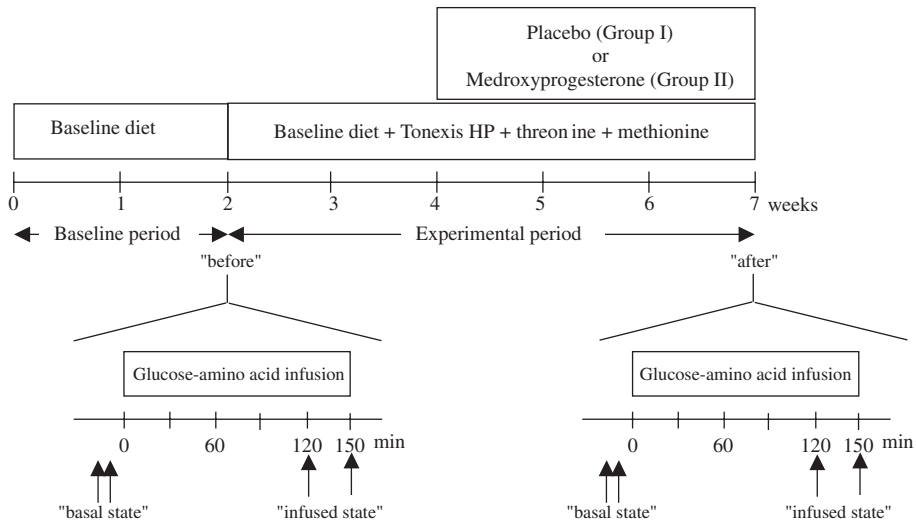 Placebo (Group I)
or
Medroxyprogesterone (Group II)
Baseline diet
Baseline diet + Tonexis HP + threon ine + methionine
0 1 2 4 5 6 7 weeks
Baseline period
Experimental period
"before"
"after"
Glucose-amino acid infusion
Glucose-amino acid infusion
0 60 120 150 min
0 60 120 150 min
"basal state" "infused state"
"basal state" "infused state"